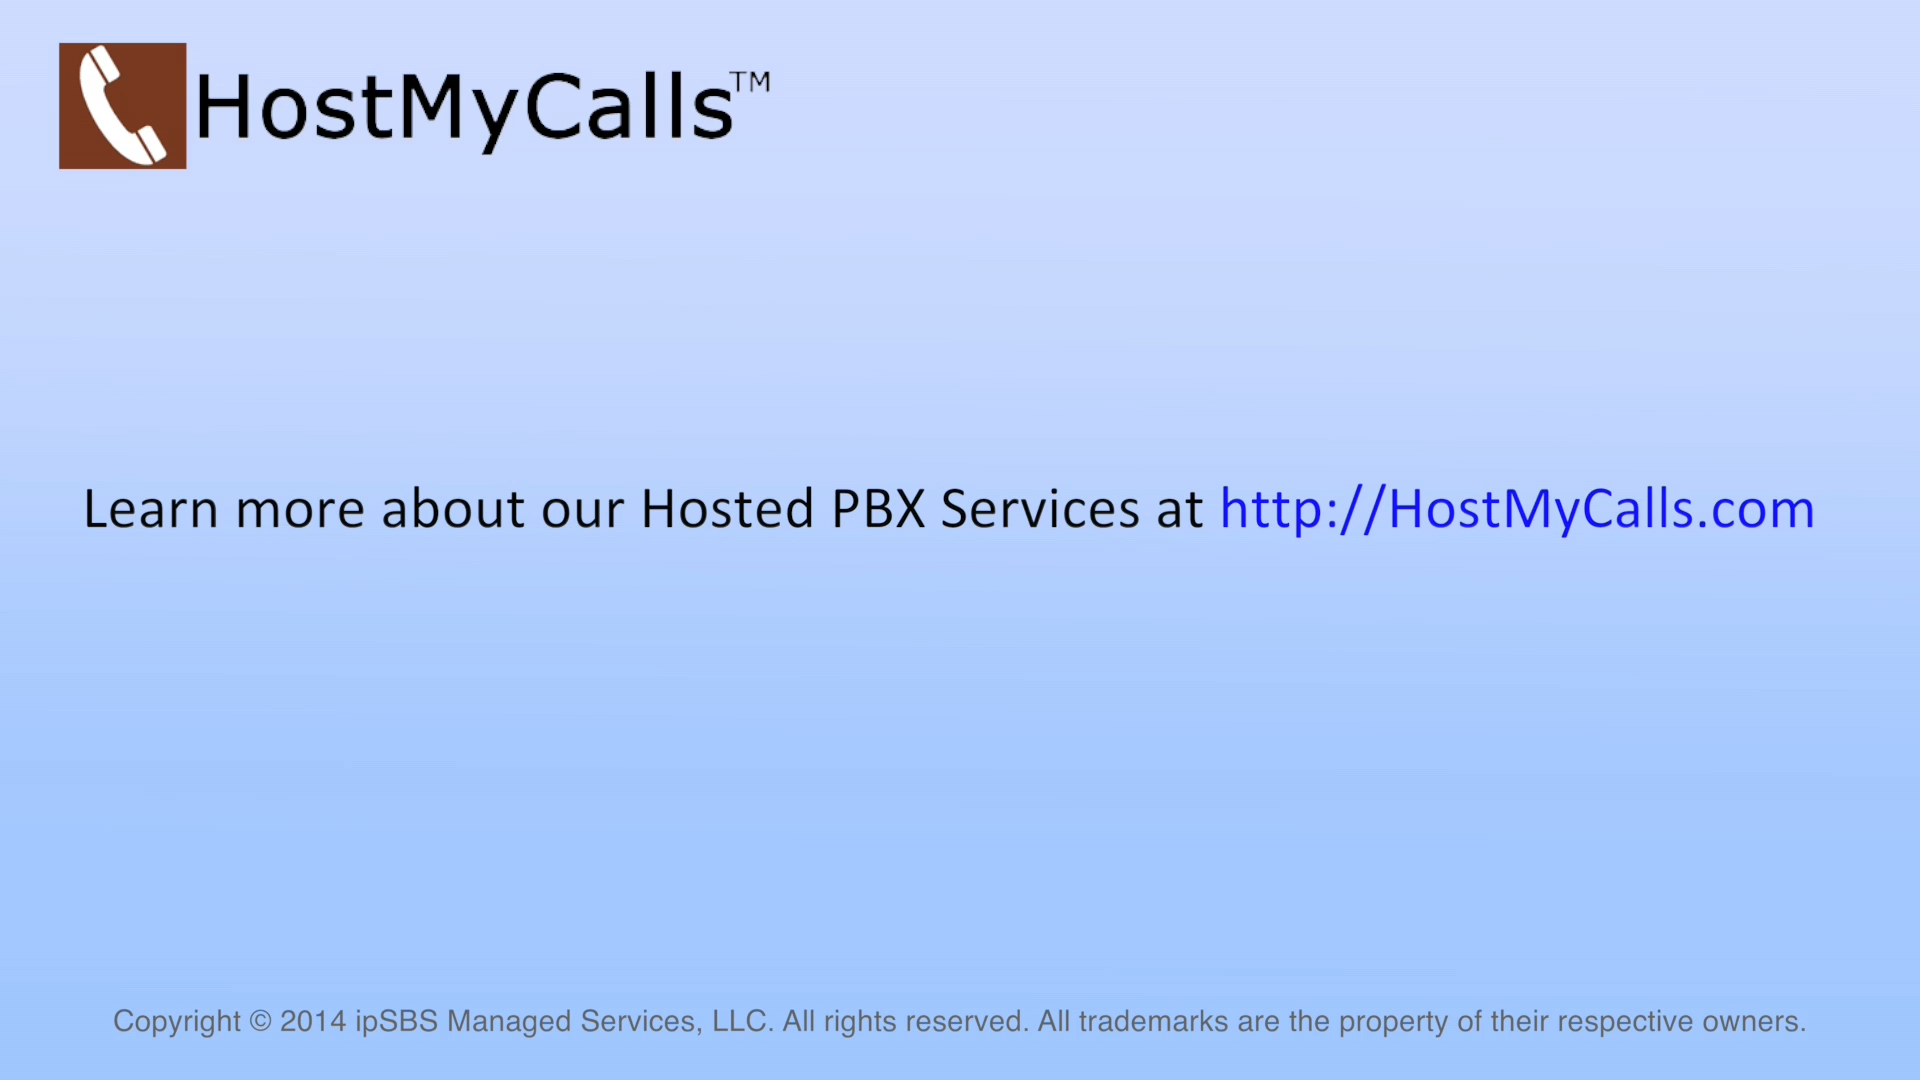 HostMyCalls™
Learn more about our Hosted PBX Services at http://HostMyCalls.com
Copyright © 2014 ipSBS Managed Services, LLC. All rights reserved. All trademarks are the property of their respective owners.